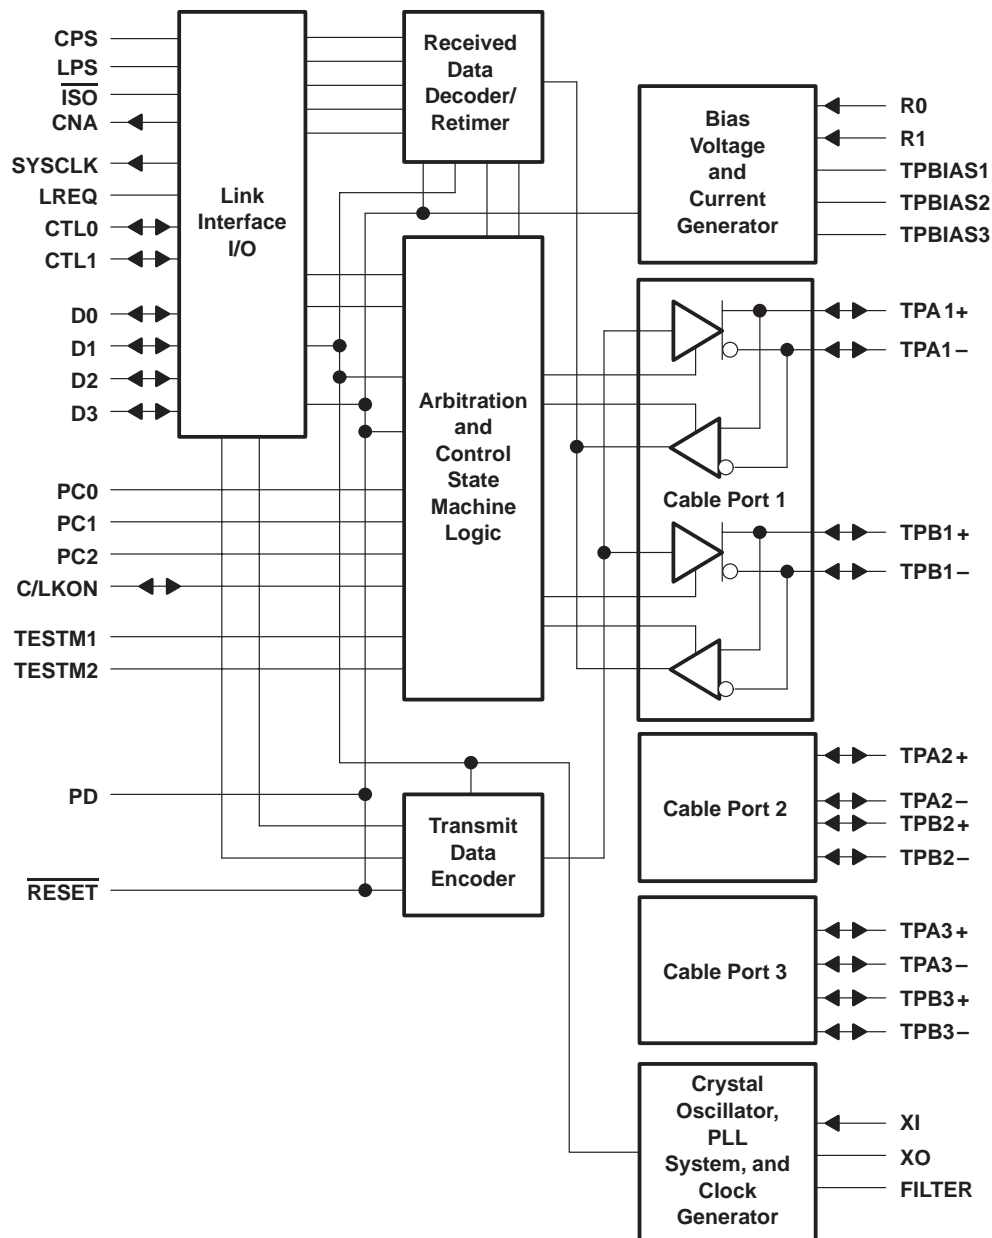 CPS
LPS
ISO
CNA
SYSCLK
LREQ
CTL0
CTL1
D0
D1
D2
D3
PC0
PC1
PC2
C/LKON
TESTM1
TESTM2
PD
RESET
Link
Interface
I/O
Received
Data
Decoder/
Retimer
Arbitration
and
Control
State
Machine
Logic
Transmit
Data
Encoder
Bias
Voltage
and
Current
Generator
Cable Port 1
Cable Port 2
Cable Port 3
Crystal
Oscillator,
PLL
System, and
Clock
Generator
R0
R1
TPBIAS1
TPBIAS2
TPBIAS3
TPA1+
TPA1−
TPB1+
TPB1−
TPA2+
TPA2−
TPB2+
TPB2−
TPA3+
TPA3−
TPB3+
TPB3−
XI
XO
FILTER